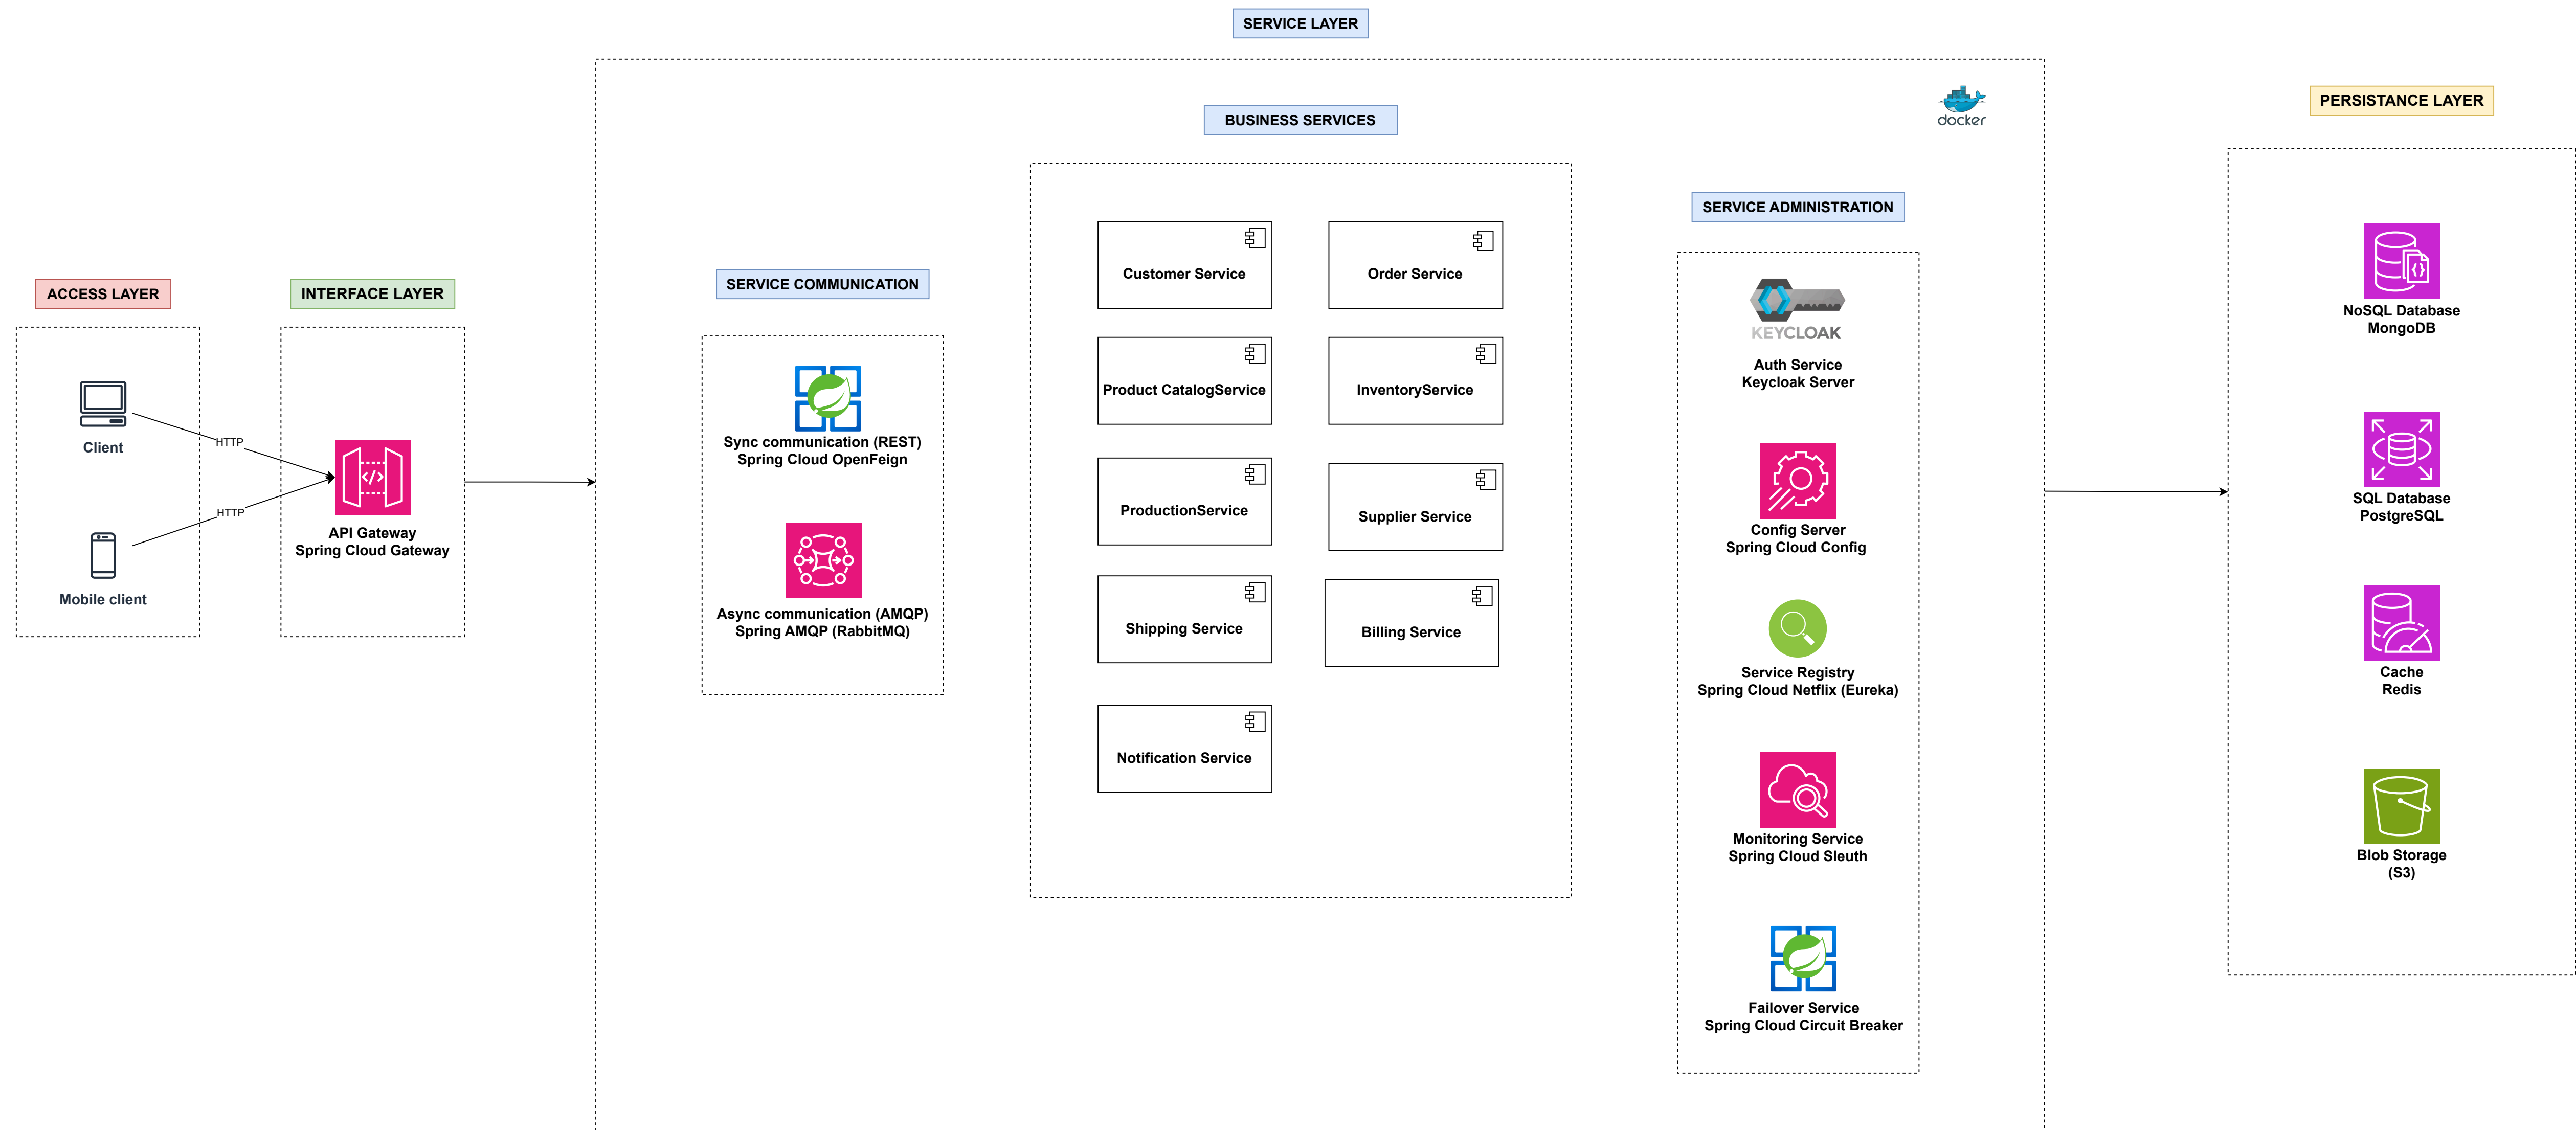 SERVICE LAYER
docker
PERSISTANCE LAYER
BUSINESS SERVICES
SERVICE ADMINISTRATION
SERVICE COMMUNICATION
ACCESS LAYER
INTERFACE LAYER
Client
Mobile client
HTTP
HTTP
API Gateway
Spring Cloud Gateway
Sync communication (REST)
Spring Cloud OpenFeign
Async communication (AMQP)
Spring AMQP (RabbitMQ)
Customer Service
Order Service
Product CatalogService
InventoryService
ProductionService
Supplier Service
Shipping Service
Billing Service
Notification Service
KEYCLOAK
Auth Service
Keycloak Server
Config Server
Spring Cloud Config
Service Registry
Spring Cloud Netflix (Eureka)
Monitoring Service
Spring Cloud Sleuth
Failover Service
Spring Cloud Circuit Breaker
NoSQL Database
MongoDB
SQL Database
PostgreSQL
Cache
Redis
Blob Storage
(S3)